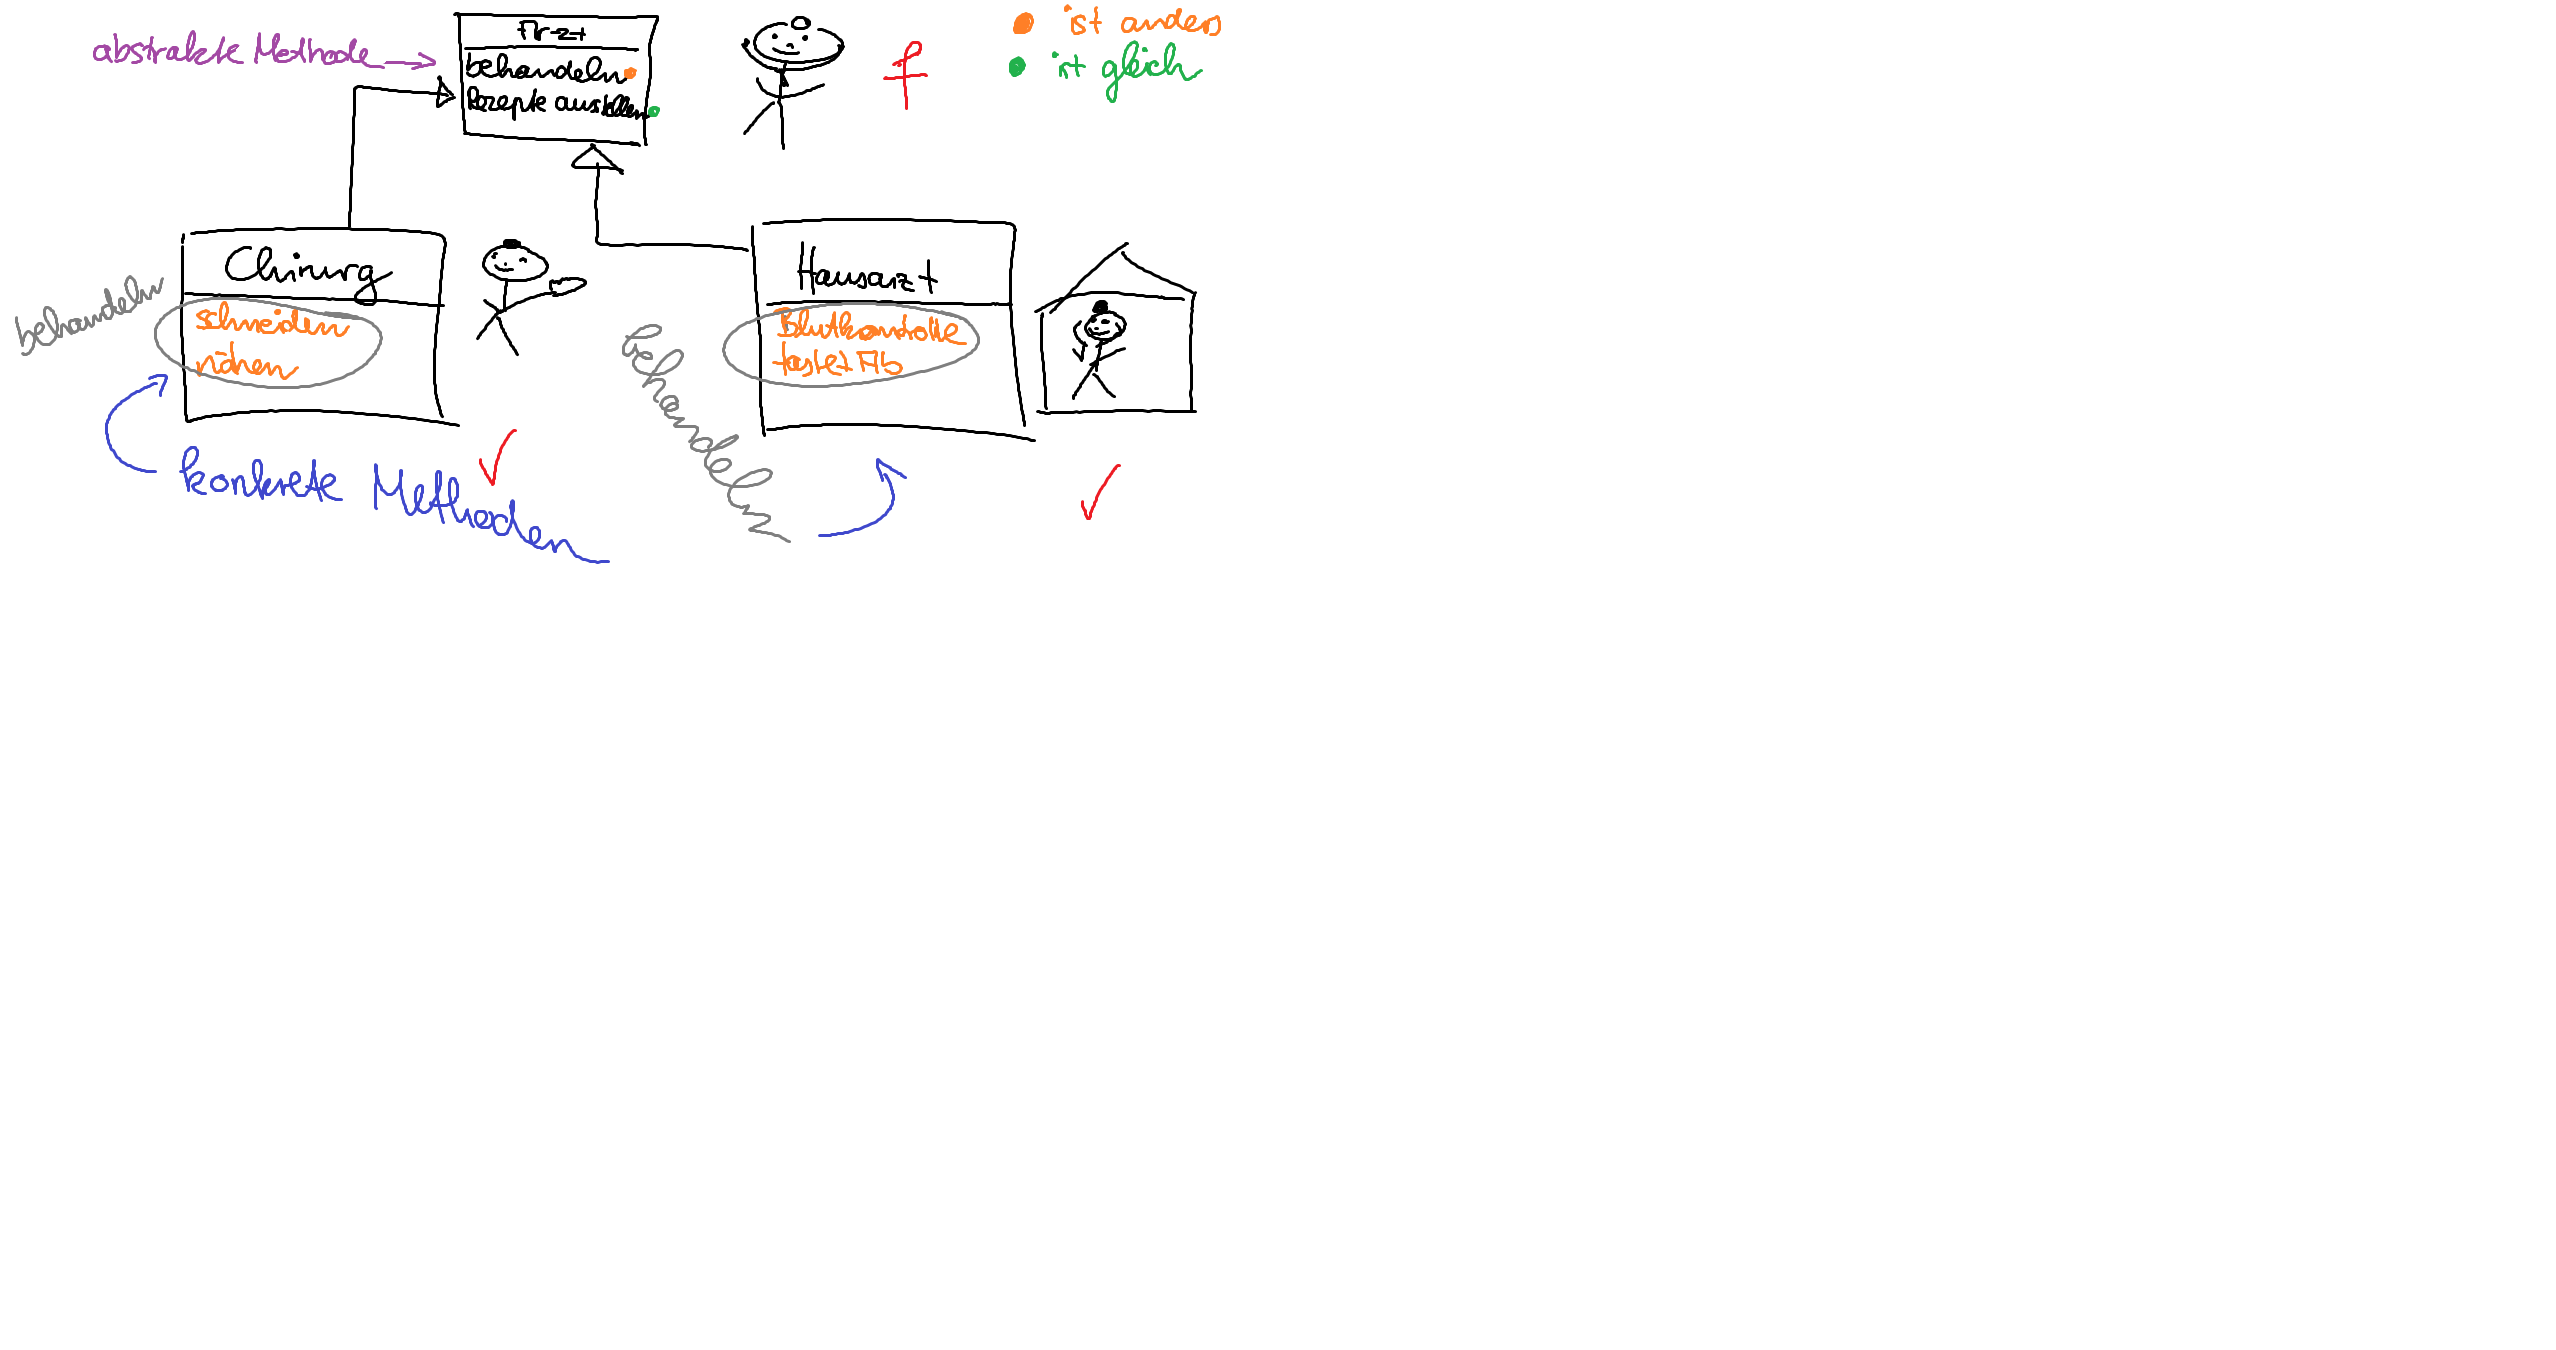 Arzt
abstrakte Methode
behandeln
Rezepte ausstellen
f
ist anders
ist gleich
behandeln
Chirurg
schneiden
nähen
konkrete Methoden
behandeln
Hausarzt
Blutkontrolle
tastet Ab